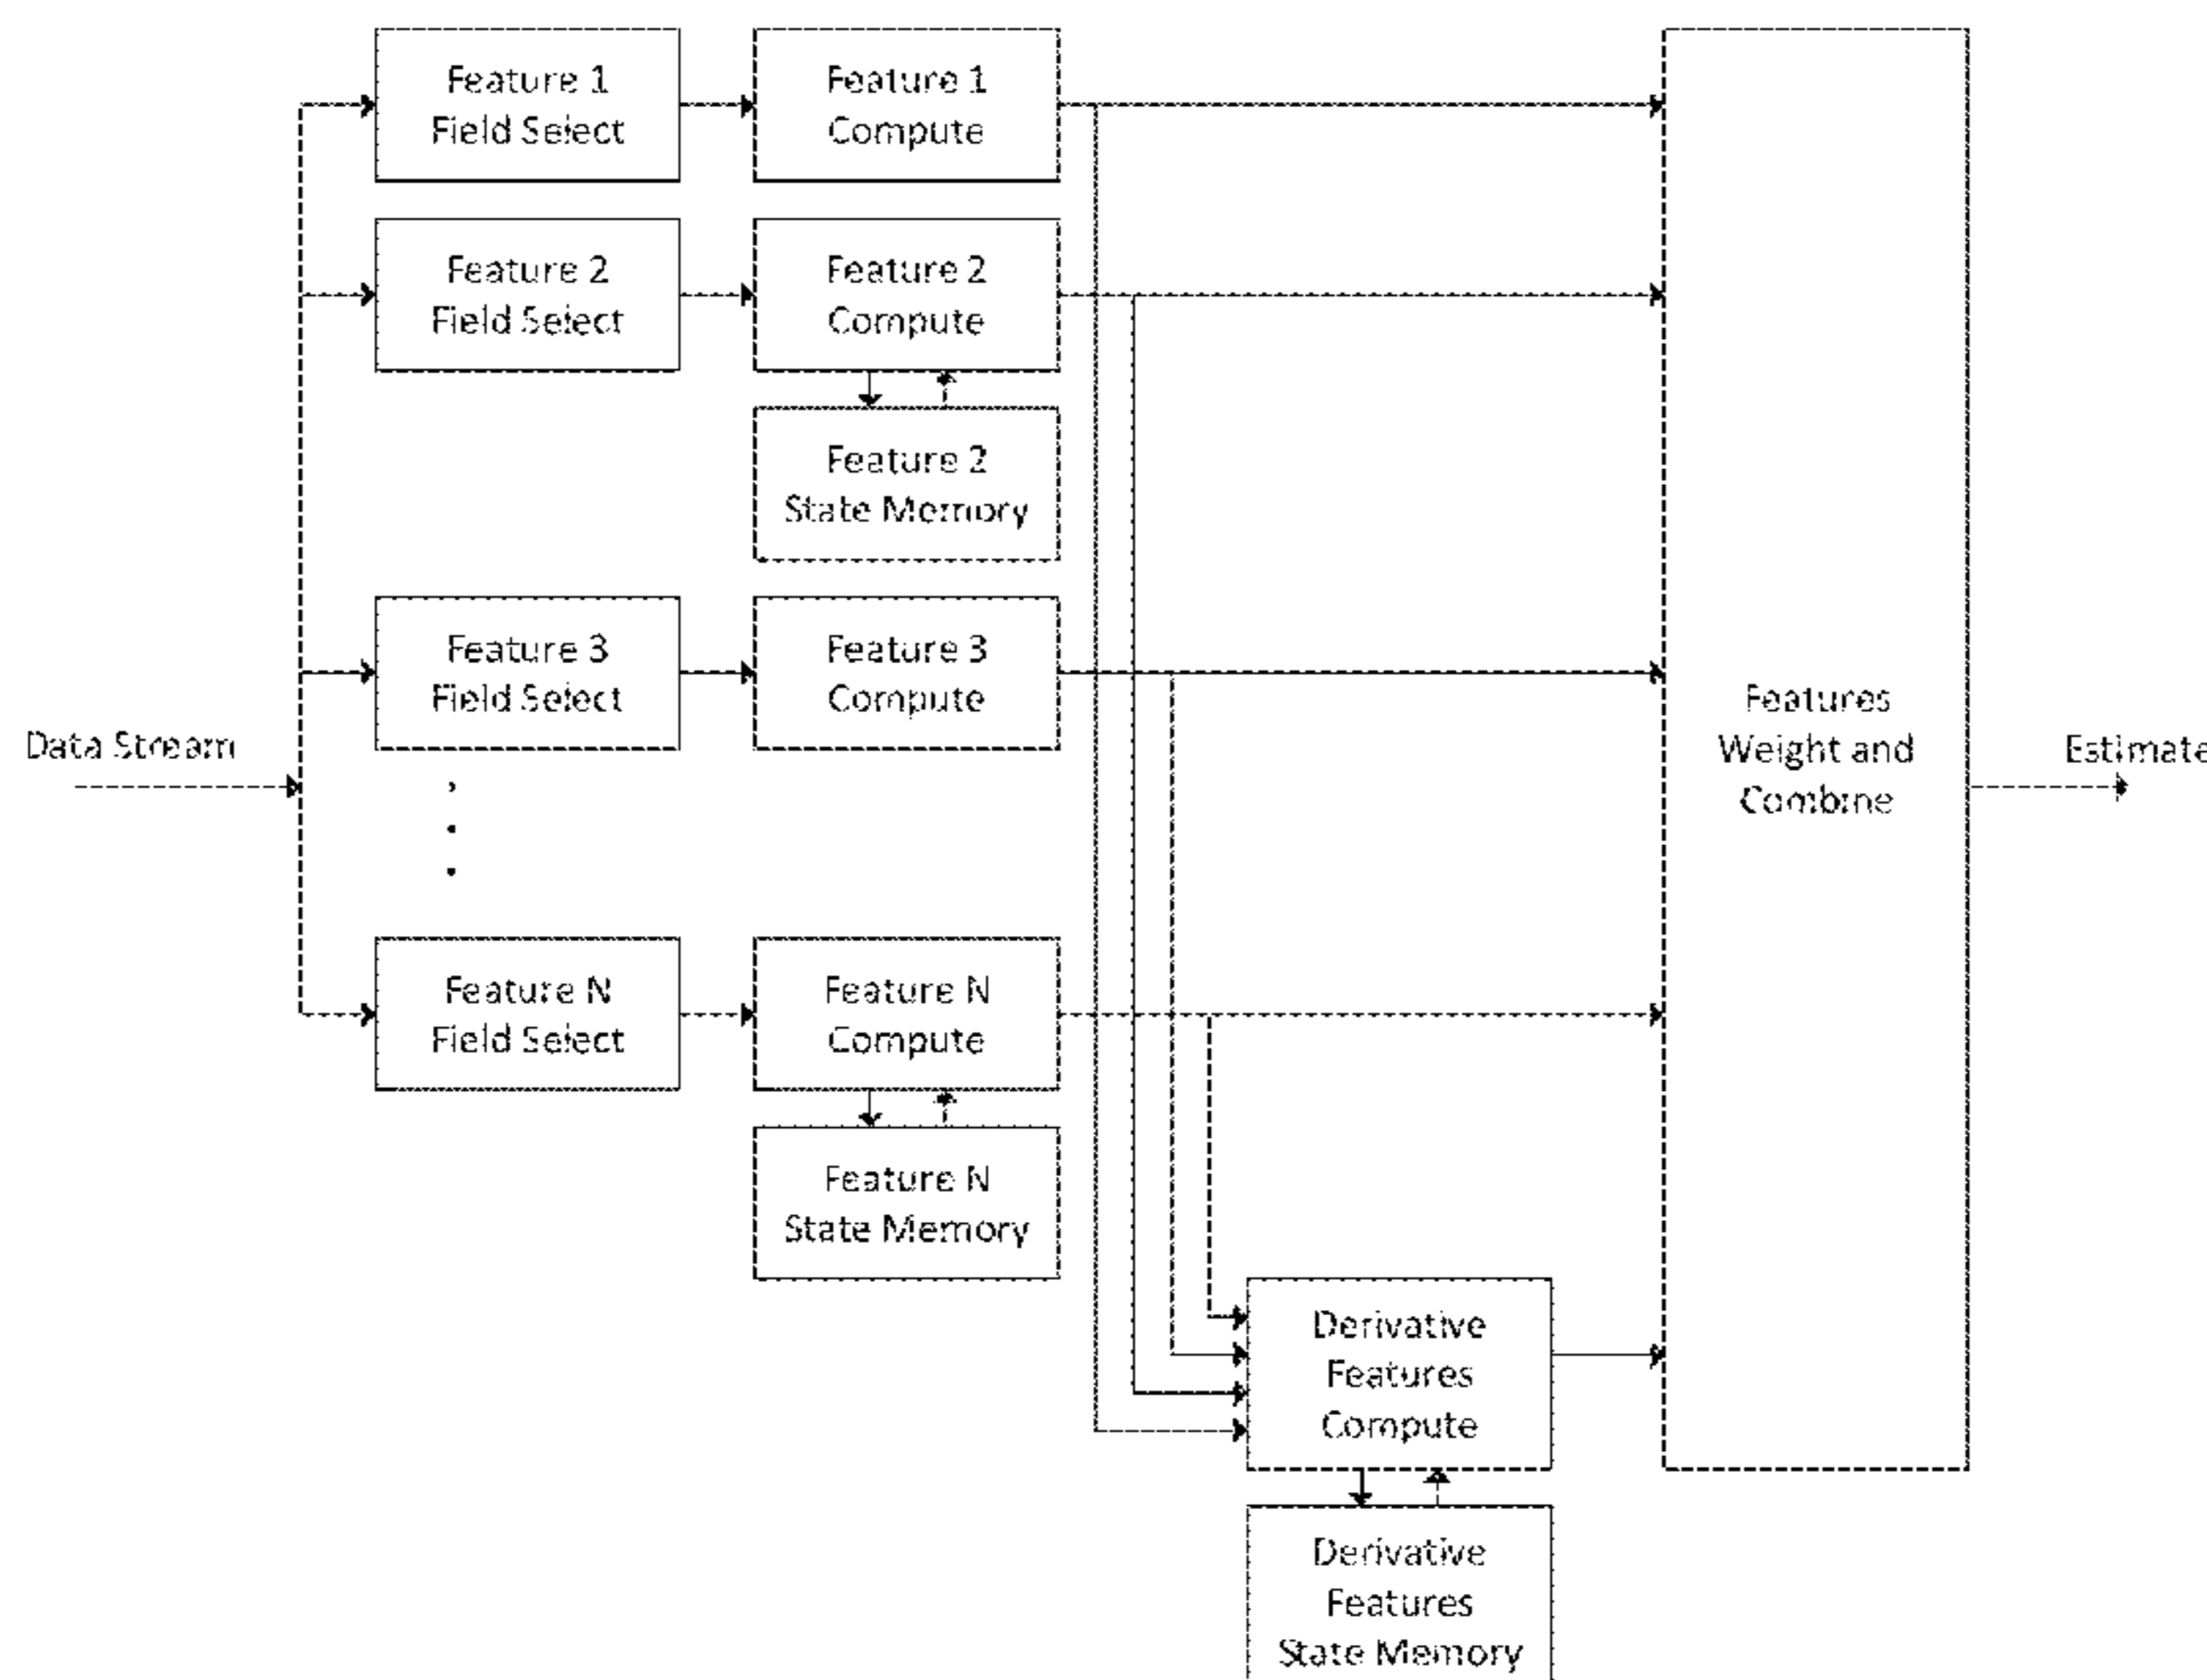 Feature 1
Field Select
Feature 1
Compute
Feature 2
Field Select
Feature 2
Compute
Feature 2
State Memory
Feature 3
Field Select
Feature 3
Compute
Data Stream
Features
Weight and
Combine
Estimate
Feature N
Field Select
Feature N
Compute
Feature N
State Memory
Derivative
Features
Compute
Derivative
Features
State Memory